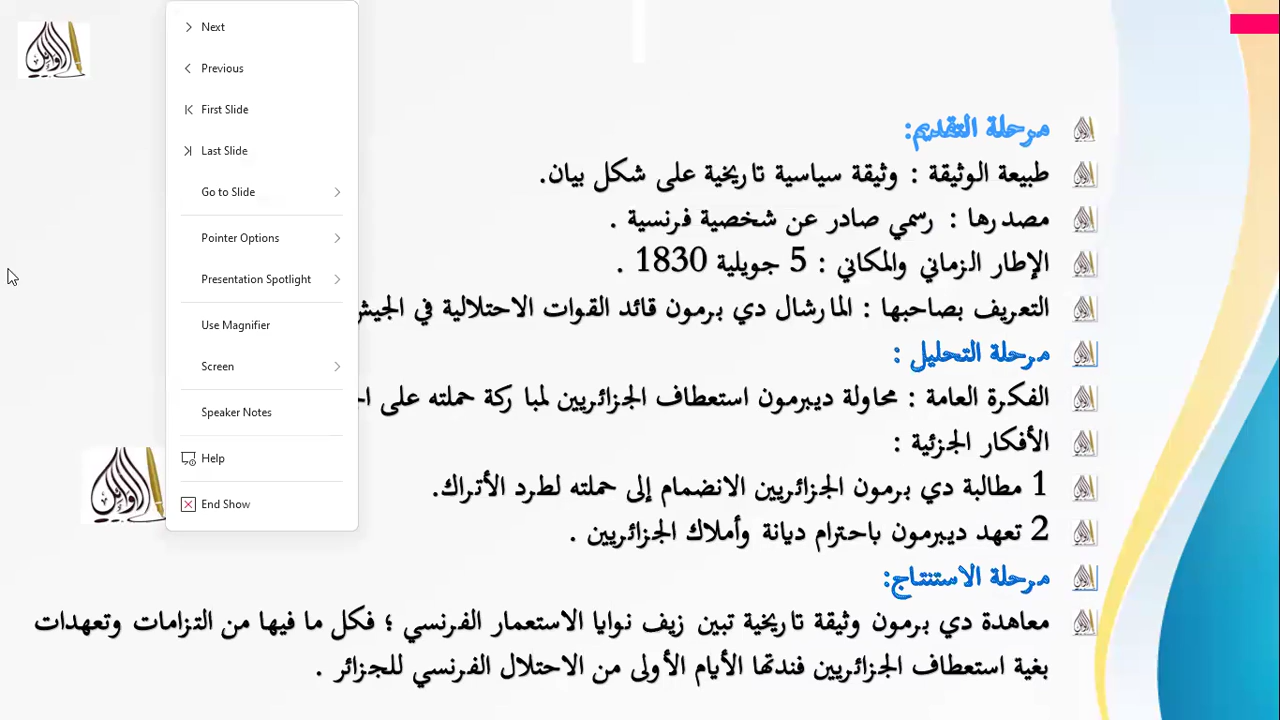 Next
Previous
First Slide
Last Slide
Go to Slide
Pointer Options
Presentation Spotlight
Use Magnifier
Screen
Speaker Notes
Help
End Show
مرحلة التقديم:
طبيعة الوثيقة : وثيقة سياسية تاريخية على شكل بيان.
مصدرها : رسمي صادر عن شخصية فرنسية .
الإطار الزماني والمكاني : 5 جويلية 1830 .
التعريف بصاحبها : المارشال دي برمون قائد القوات الاحتلالية في
مرحلة التحليل :
الفكرة العامة : محاولة ديبرمون استعطاف الجزائريين لمبا ركة حملته على
الأفكار الجزئية :
1 مطالبة دي برمون الجزائريين الانضمام إلى حملته لطرد الأتراك.
2 تعهد ديبرمون باحترام ديانة وأملاك الجزائريين .
مرحلة الاستنتاج:
معاهدة دي برمون وثيقة تاريخية تبين زيف نوايا الاستعمار الفرنسي ؛ فكل ما فيها من التزامات وتعهدات
بغية استعطاف الجزائريين فندتها الأيام الأولى من الاحتلال الفرنسي للجزائر .